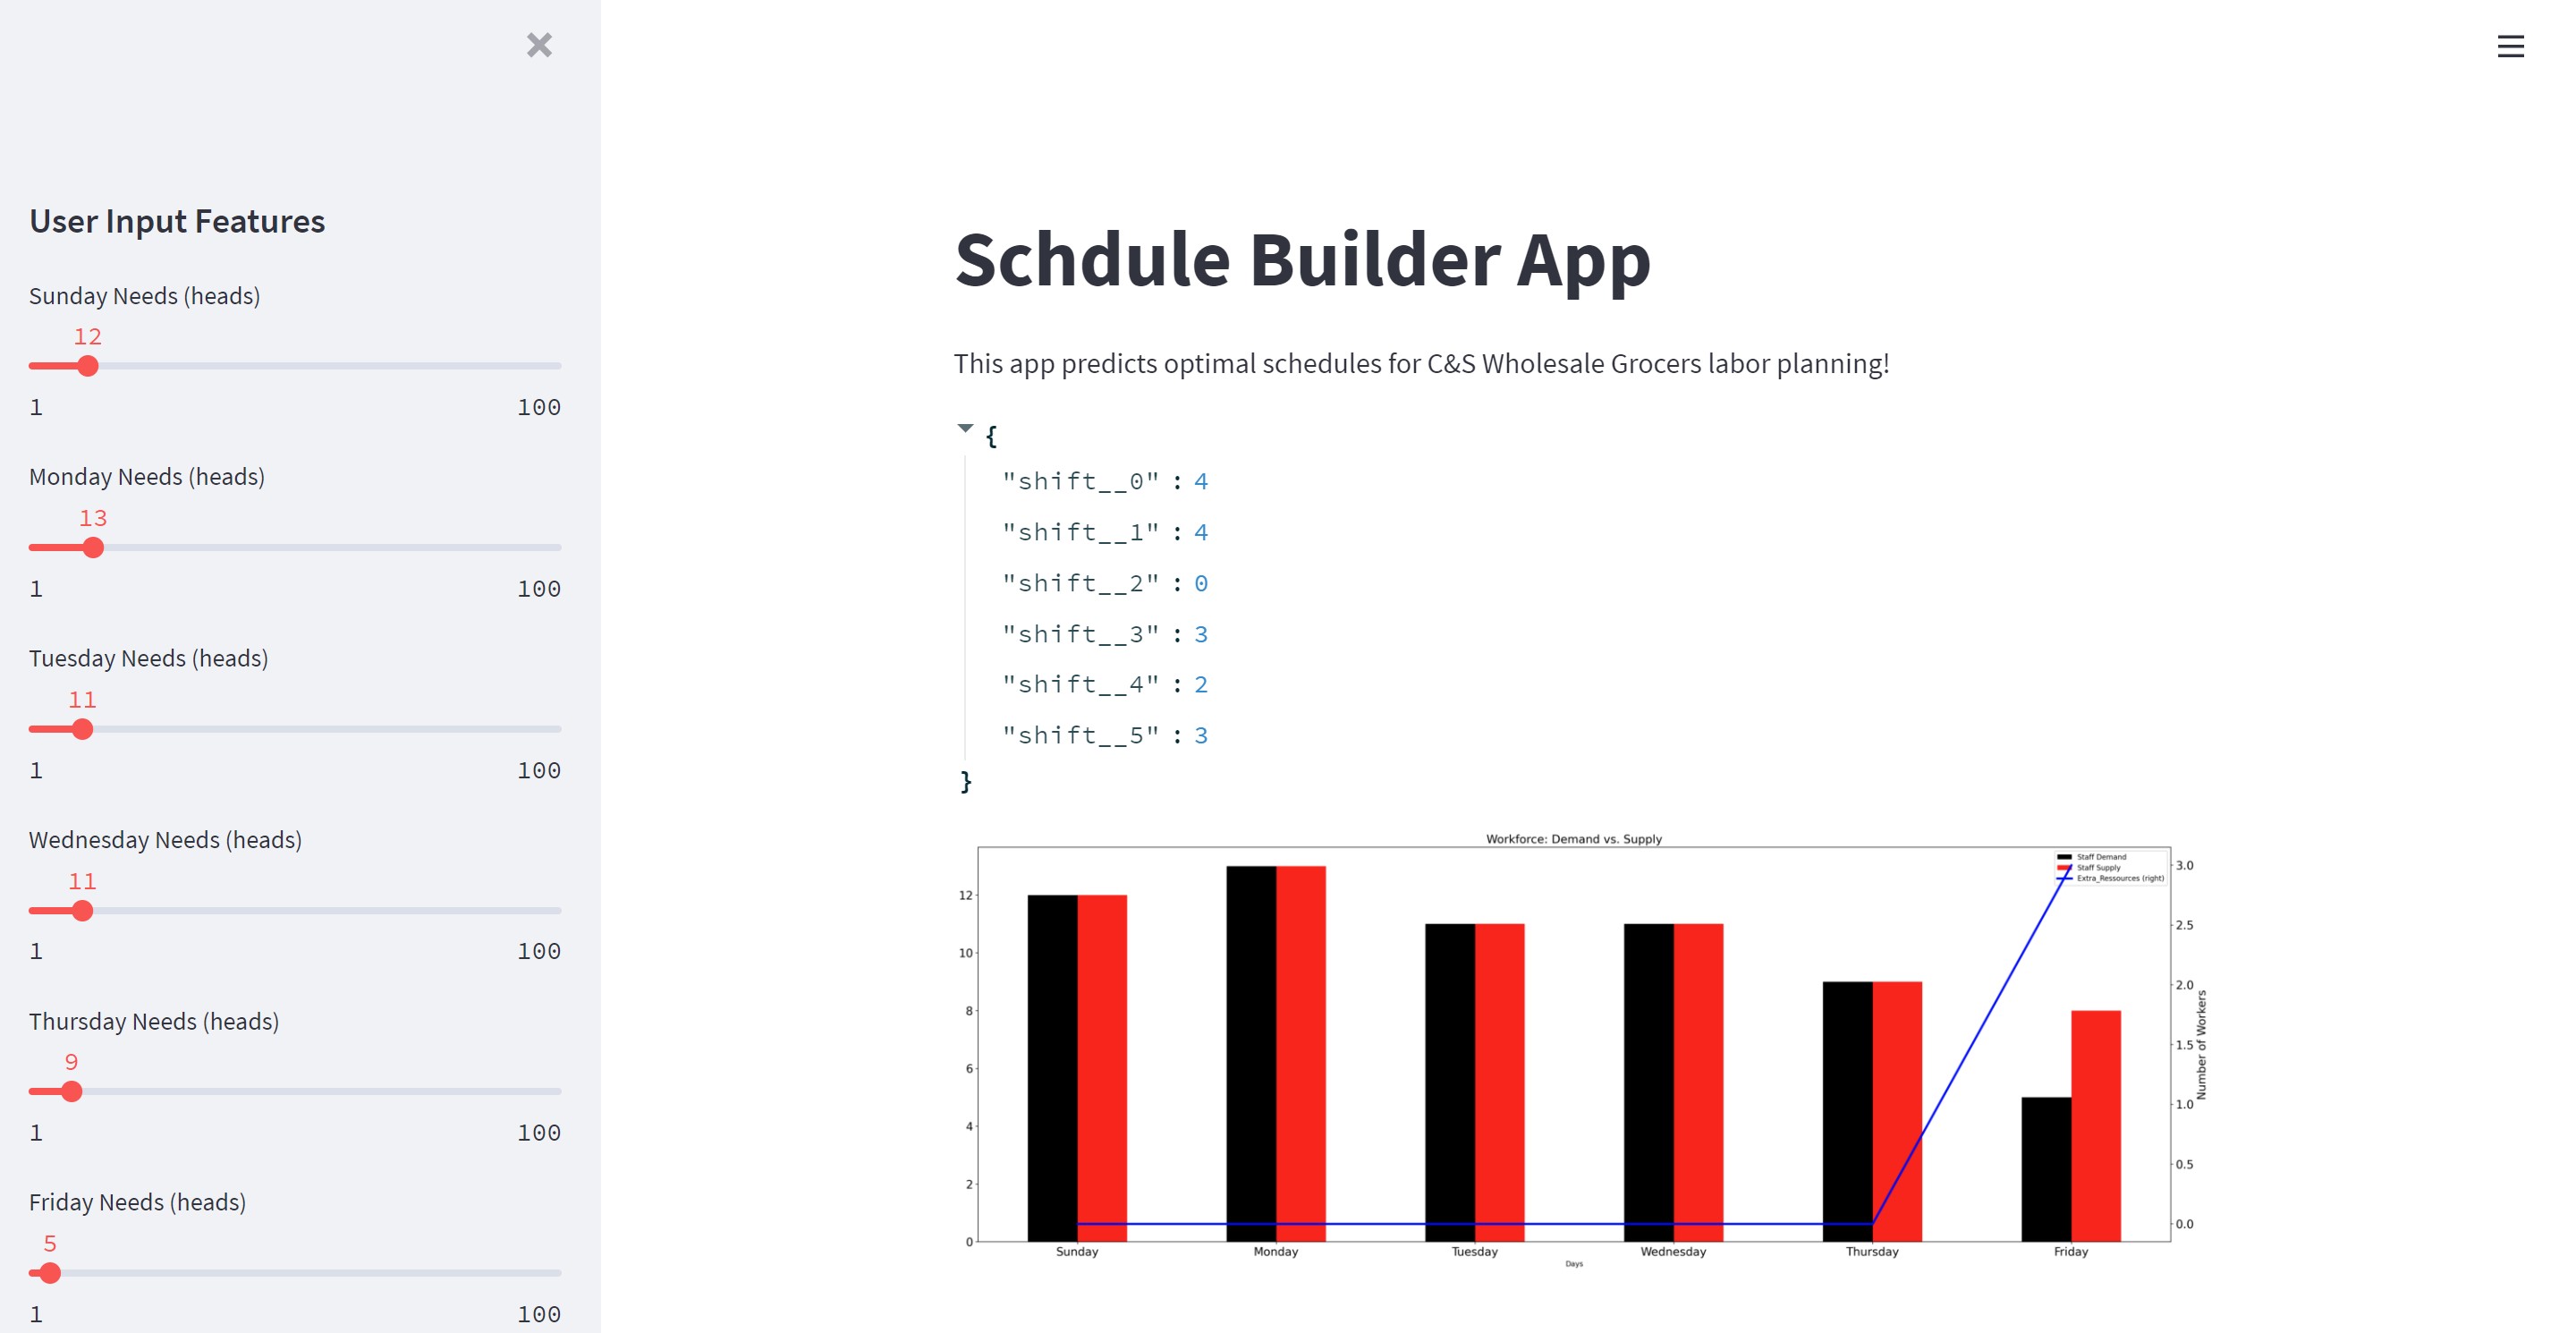 User Input Features
Sunday Needs (heads)
12
1 100
Monday Needs (heads)
13
1 100
Tuesday Needs (heads)
11
1 100
Wednesday Needs (heads)
11
1 100
Thursday Needs (heads)
9
1 100
Friday Needs (heads)
5
1 100
Schdule Builder App
This app predicts optimal schedules for C&S Wholesale Grocers labor planning!
{
"shift__0" : 4
"shift__1" : 4
"shift__2" : 0
"shift__3" : 3
"shift__4" : 2
"shift__5" : 3
}
Workforce: Demand vs. Supply
Staff Demand
Staff Supply
Extra_Ressources (right)
12
10
8
6
4
2
0
3.0
2.5
2.0
1.5
1.0
0.5
0.0
Number of Workers
Sunday Monday Tuesday Wednesday Thursday Friday
Days